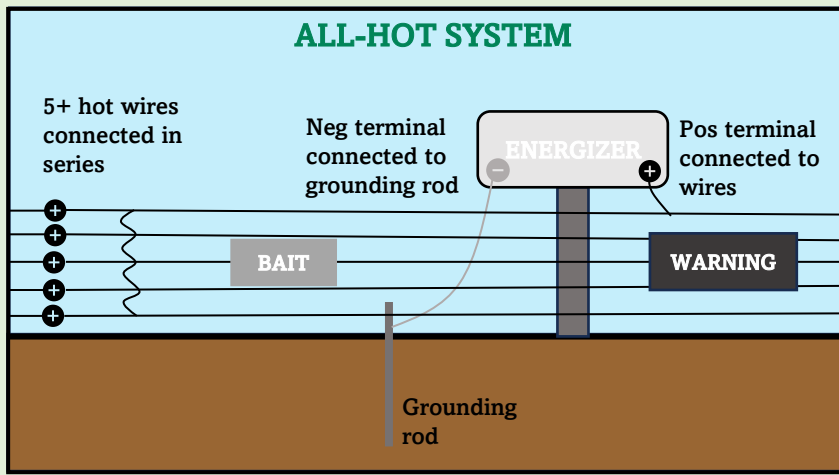 ALL-HOT SYSTEM
5+ hot wires
connected in
series
Neg terminal
connected to
grounding rod
ENERGIZER
Pos terminal
connected to
wires
−
+
+
+
+
+
+
BAIT
WARNING
Grounding
rod